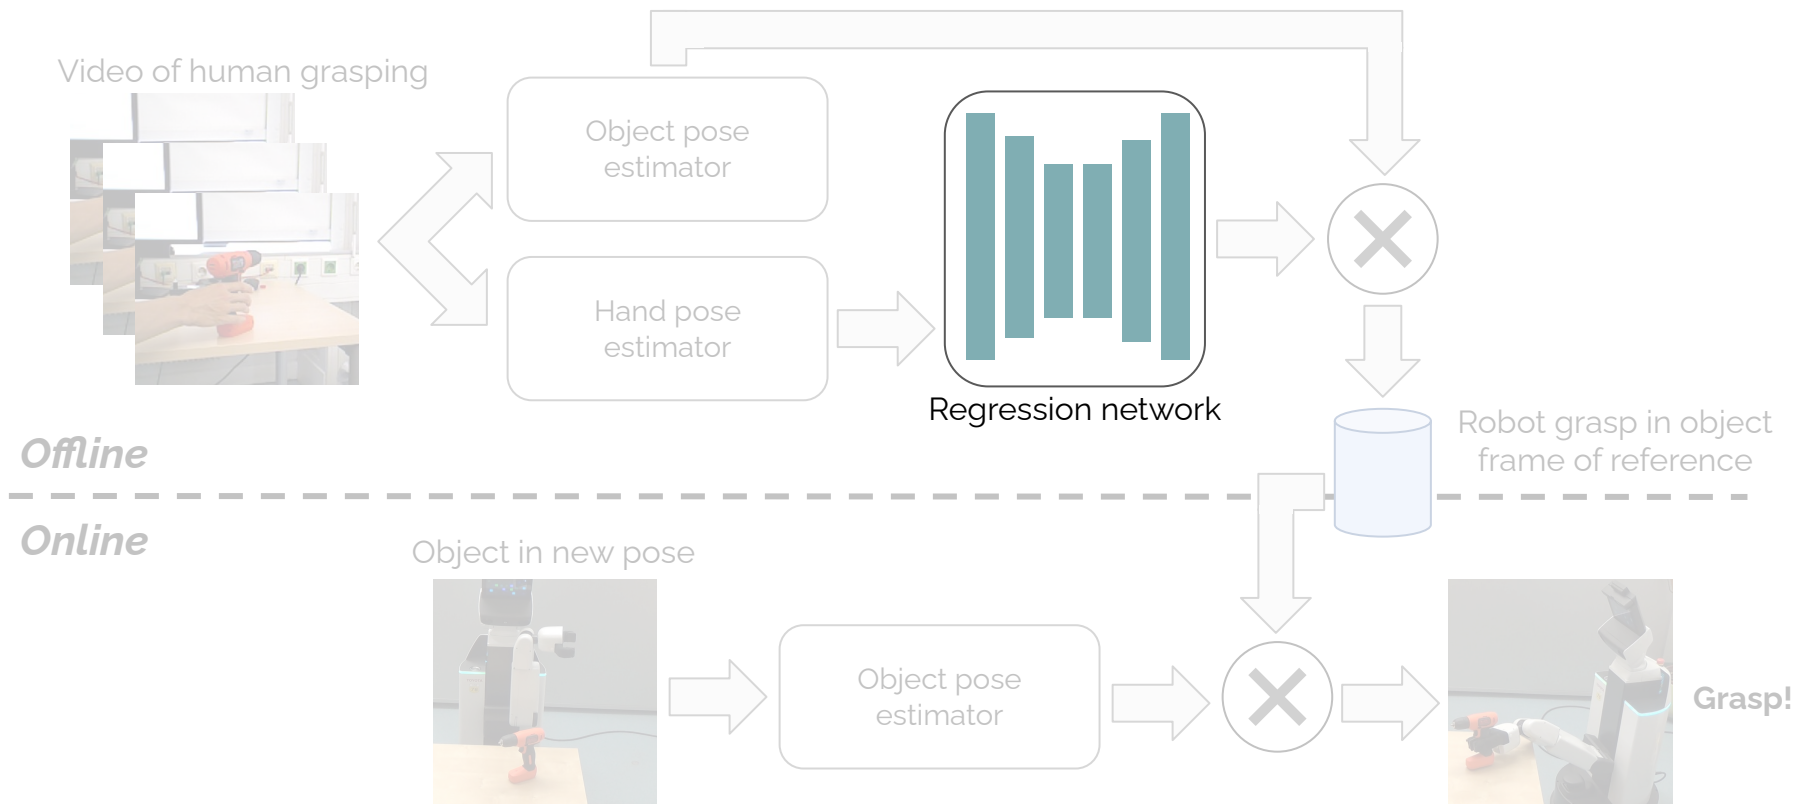 Video of human grasping
Object pose
estimator
Hand pose
estimator
Regression network
Robot grasp in object
frame of reference
Offline
Online
Object in new pose
Object pose
estimator
Grasp!